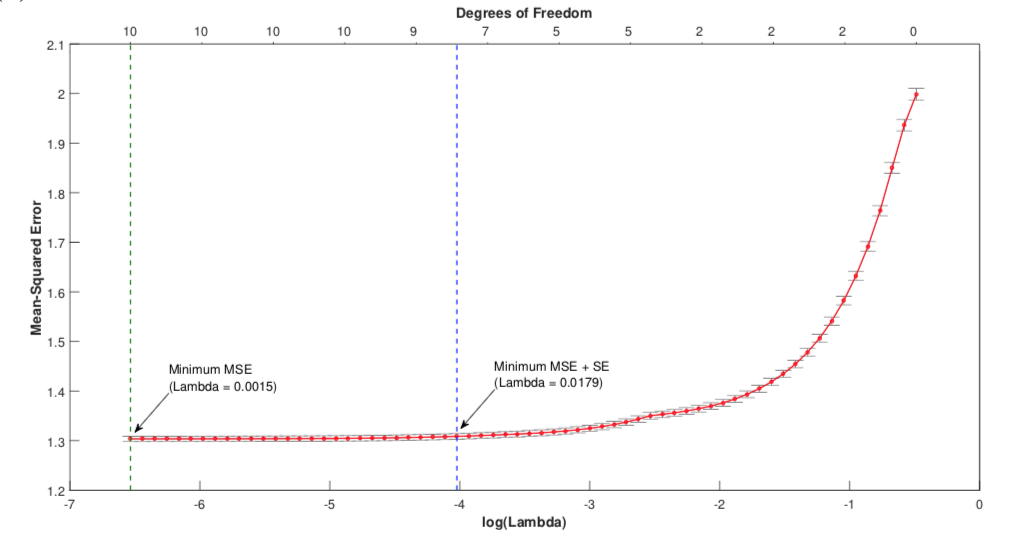 Degrees of Freedom
10 10 10 10 9 7 5 5 2 2 2 0
2.1
2
1.9
1.8
1.7
1.6
1.5
1.4
1.3
1.2
Mean-Squared Error
Minimum MSE
(Lambda = 0.0015)
Minimum MSE + SE
(Lambda = 0.0179)
-7 -6 -5 -4 -3 -2 -1 0
log(Lambda)